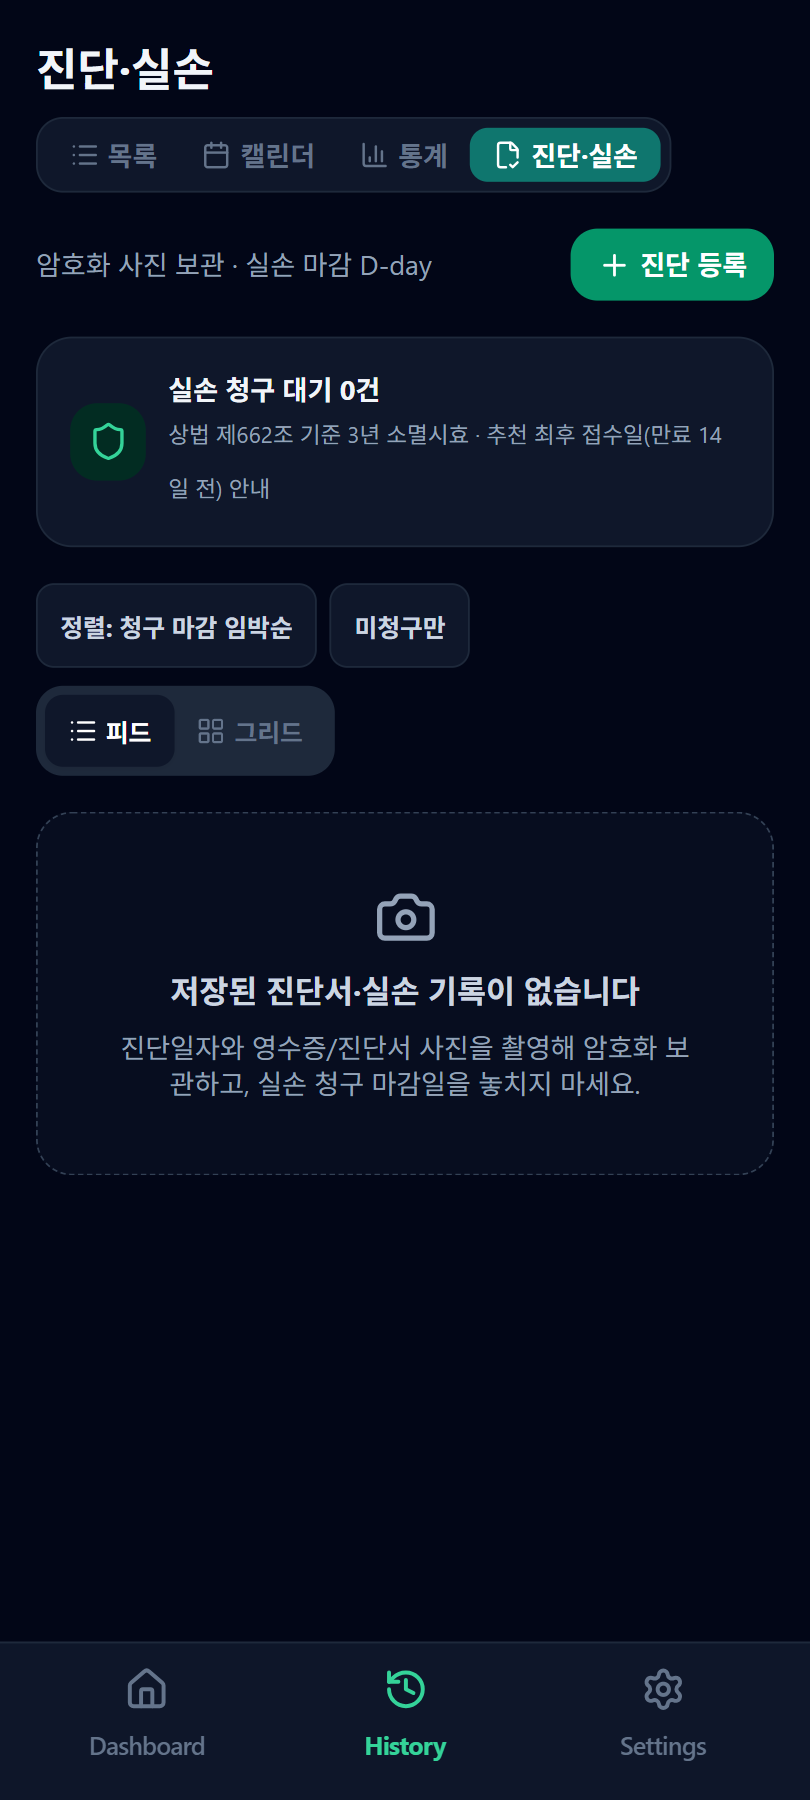 진단·실손
목록 캘린더 통계 진단·실손
암호화 사진 보관 · 실손 마감 D-day
진단 등록
실손 청구 대기 0건
상법 제662조 기준 3년 소멸시효 · 추천 최후 접수일(만료 14
일 전) 안내
정렬: 청구 마감 임박순
미청구만
피드 그리드
저장된 진단서·실손 기록이 없습니다
진단일자와 영수증/진단서 사진을 촬영해 암호화 보
관하고, 실손 청구 마감일을 놓치지 마세요.
Dashboard History Settings